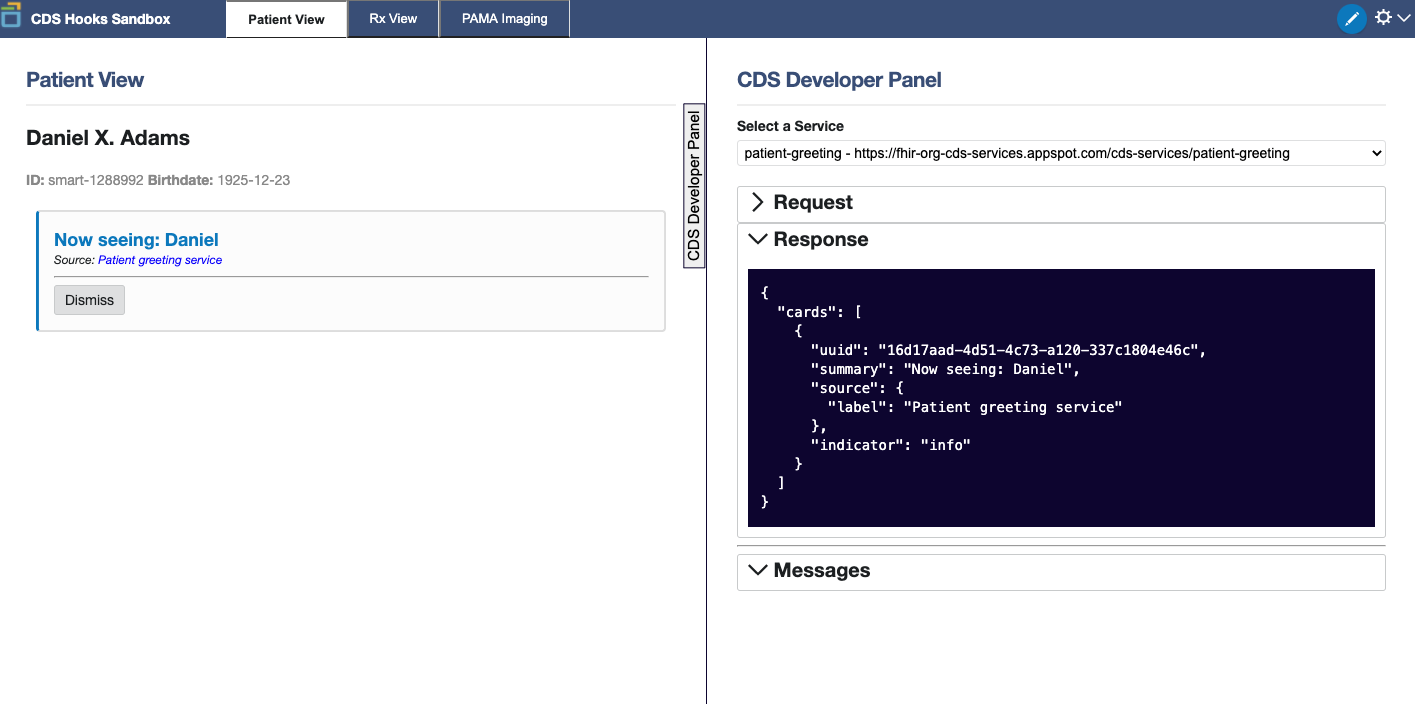 CDS Hooks Sandbox
Patient View
Rx View
PAMA Imaging
Patient View
Daniel X. Adams
ID: smart-1288992 Birthdate: 1925-12-23
Now seeing: Daniel
Source: Patient greeting service
Dismiss
CDS Developer Panel
CDS Developer Panel
Select a Service
patient-greeting - https://fhir-org-cds-services.appspot.com/cds-services/patient-greeting
Request
Response
{
  "cards": [
    {
      "uuid": "16d17aad-4d51-4c73-a120-337c1804e46c",
      "summary": "Now seeing: Daniel",
      "source": {
        "label": "Patient greeting service"
      },
      "indicator": "info"
    }
  ]
}
Messages